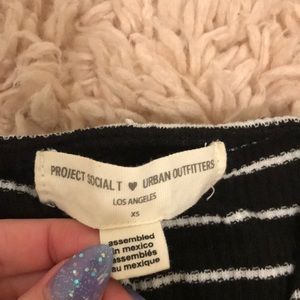 PROJECT SOCIAL T ♥ URBAN OUTFITTERS
LOS ANGELES
XS
assembled
in mexico
assemblés
au mexique